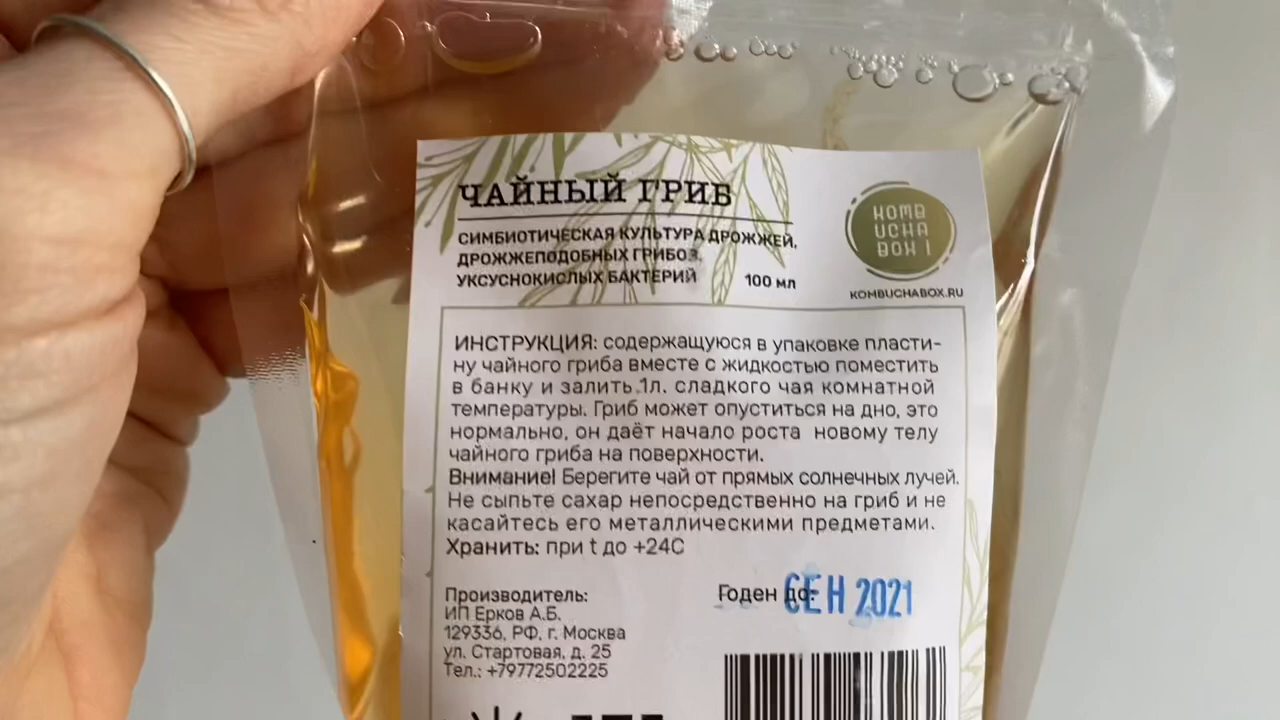 ЧАЙНЫЙ ГРИБ
СИМБИОТИЧЕСКАЯ КУЛЬТУРА ДРОЖЖЕЙ,
ДРОЖЖЕПОДОБНЫХ ГРИБОВ,
УКСУСНОКИСЛЫХ БАКТЕРИЙ
100 мл
KOMB
UCHA
BOX !
KOMBUCHABOX.RU
ИНСТРУКЦИЯ: содержащуюся в упаковке пласти-
ну чайного гриба вместе с жидкостью поместить
в банку и залить 1л. сладкого чая комнатной
температуры. Гриб может опуститься на дно, это
нормально, он даёт начало роста новому телу
чайного гриба на поверхности.
Внимание! Берегите чай от прямых солнечных лучей.
Не сыпьте сахар непосредственно на гриб и не
касайтесь его металлическими предметами.
Хранить: при t до +24С
Производитель:
ИП Ерков А.Б.
129336, РФ, г. Москва
ул. Стартовая, д. 25
Тел.: +79772502225
Годен до: СЕН 2021